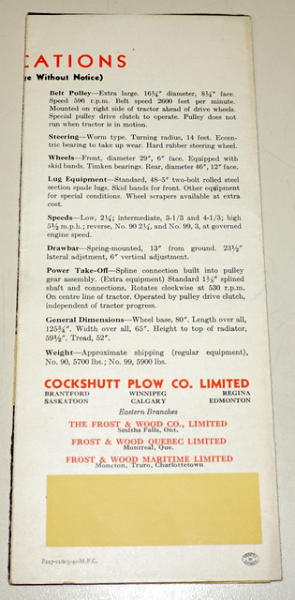 CATIONS
ge Without Notice)
Belt Pulley—Extra large. 16¾" diameter, 8¼" face.
Speed 596 r.p.m. Belt speed 2600 feet per minute.
Mounted on right side of tractor ahead of drive wheels.
Special pulley drive clutch to operate. Pulley does not
run when tractor is in motion.
Steering—Worm type. Turning radius, 14 feet. Eccen-
tric bearing to take up wear. Hard rubber steering wheel.
Wheels—Front, diameter 29", 6" face. Equipped with
skid bands. Timken bearings. Rear, diameter 46", 12" face.
Lug Equipment—Standard, 48-5" two-bolt rolled steel
section spade lugs. Skid bands for front. Other equipment
for special conditions. Wheel scrapers available at extra
cost.
Speeds—Low, 2¼; intermediate, 3-1/3 and 4-1/3; high
5½ m.p.h.; reverse, No. 90 2¼, and No. 99, 3, at governed
engine speed.
Drawbar—Spring-mounted, 13" from ground. 23½"
lateral adjustment, 6" vertical adjustment.
Power Take-Off—Spline connection built into pulley
gear assembly. (Extra equipment) Standard 1⅜" splined
shaft and connections. Rotates clockwise at 530 r.p.m.
On centre line of tractor. Operated by pulley drive clutch,
independent of tractor progress.
General Dimensions—Wheel base, 80". Length over all,
125¾". Width over all, 65". Height to top of radiator,
59½". Tread, 52".
Weight—Approximate shipping (regular equipment),
No. 90, 5700 lbs.; No. 99, 5900 lbs.
COCKSHUTT PLOW CO. LIMITED
BRANTFORD WINNIPEG REGINA
SASKATOON CALGARY EDMONTON
Eastern Branches
THE FROST & WOOD CO., LIMITED
Smiths Falls, Ont.
FROST & WOOD QUEBEC LIMITED
Montreal, Que.
FROST & WOOD MARITIME LIMITED
Moncton, Truro, Charlottetown